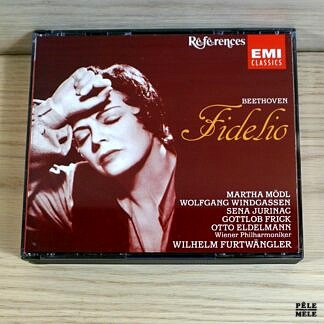 Références
EMI
CLASSICS
BEETHOVEN
Fidelio
MARTHA MÖDL
WOLFGANG WINDGASSEN
SENA JURINAC
GOTTLOB FRICK
OTTO EDELMANN
Wiener Philharmoniker
WILHELM FURTWÄNGLER
PÊLE
MÊLE